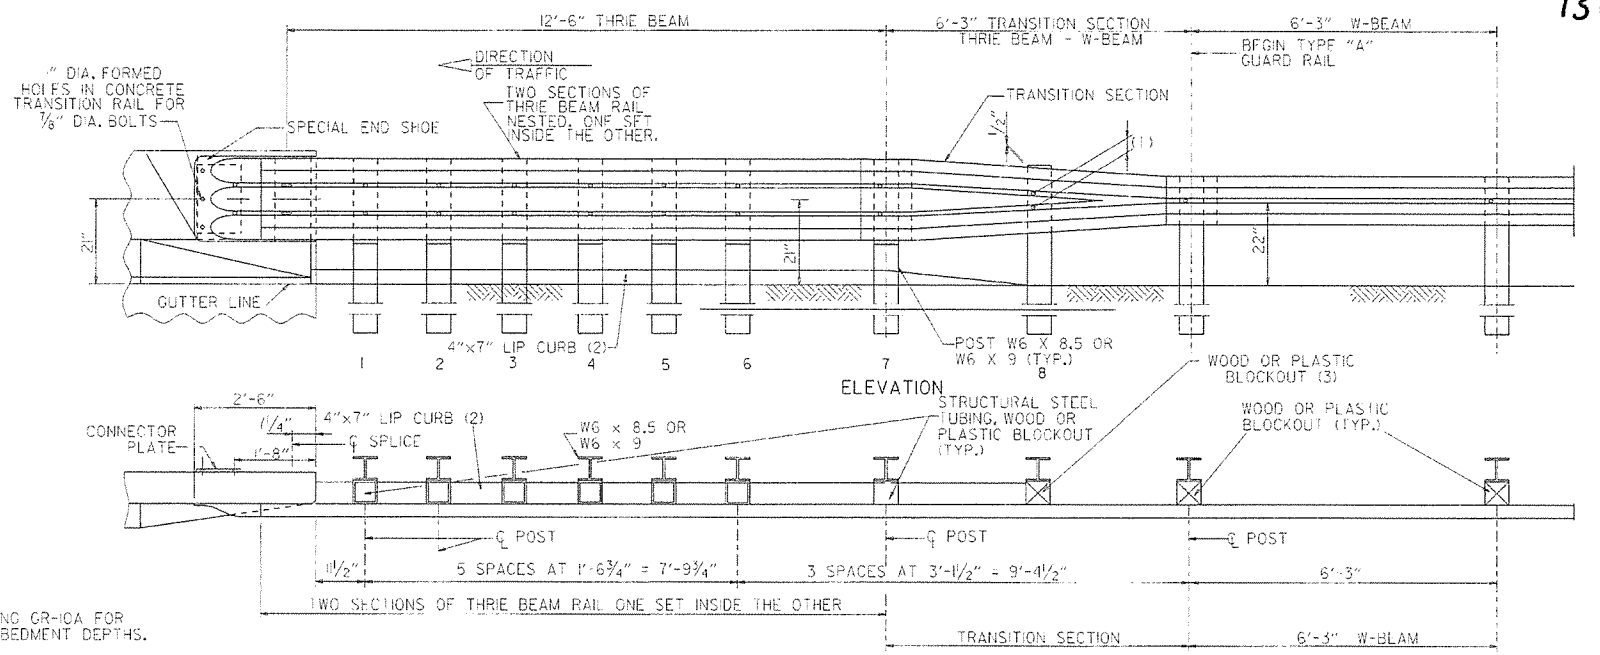 13
12'-6" THRIE BEAM
6'-3" TRANSITION SECTION
THRIE BEAM - W-BEAM
6'-3" W-BEAM
BEGIN TYPE "A"
GUARD RAIL
DIRECTION
OF TRAFFIC
" DIA. FORMED
HOLES IN CONCRETE
TRANSITION RAIL FOR
7/8" DIA. BOLTS
SPECIAL END SHOE
TWO SECTIONS OF
THRIE BEAM RAIL
NESTED, ONE SET
INSIDE THE OTHER.
TRANSITION SECTION
1/2"
(1)
21"
21"
22"
GUTTER LINE
4"x7" LIP CURB (2)
POST W6 X 8.5 OR
W6 X 9 (TYP.)
1 2 3 4 5 6 7 8
ELEVATION
WOOD OR PLASTIC
BLOCKOUT (3)
2'-6"
1/4"
4"x7" LIP CURB (2)
℄ SPLICE
CONNECTOR
PLATE
1'-8"
W6 x 8.5 OR
W6 x 9
STRUCTURAL STEEL
TUBING, WOOD OR
PLASTIC BLOCKOUT
(TYP.)
WOOD OR PLASTIC
BLOCKOUT (TYP.)
℄ POST
℄ POST
℄ POST
11 1/2"
5 SPACES AT 1'-6 3/4" = 7'-9 3/4"
3 SPACES AT 3'-1 1/2" = 9'-4 1/2"
6'-3"
TWO SECTIONS OF THRIE BEAM RAIL ONE SET INSIDE THE OTHER
NG GR-10A FOR
BEDMENT DEPTHS.
TRANSITION SECTION
6'-3" W-BEAM